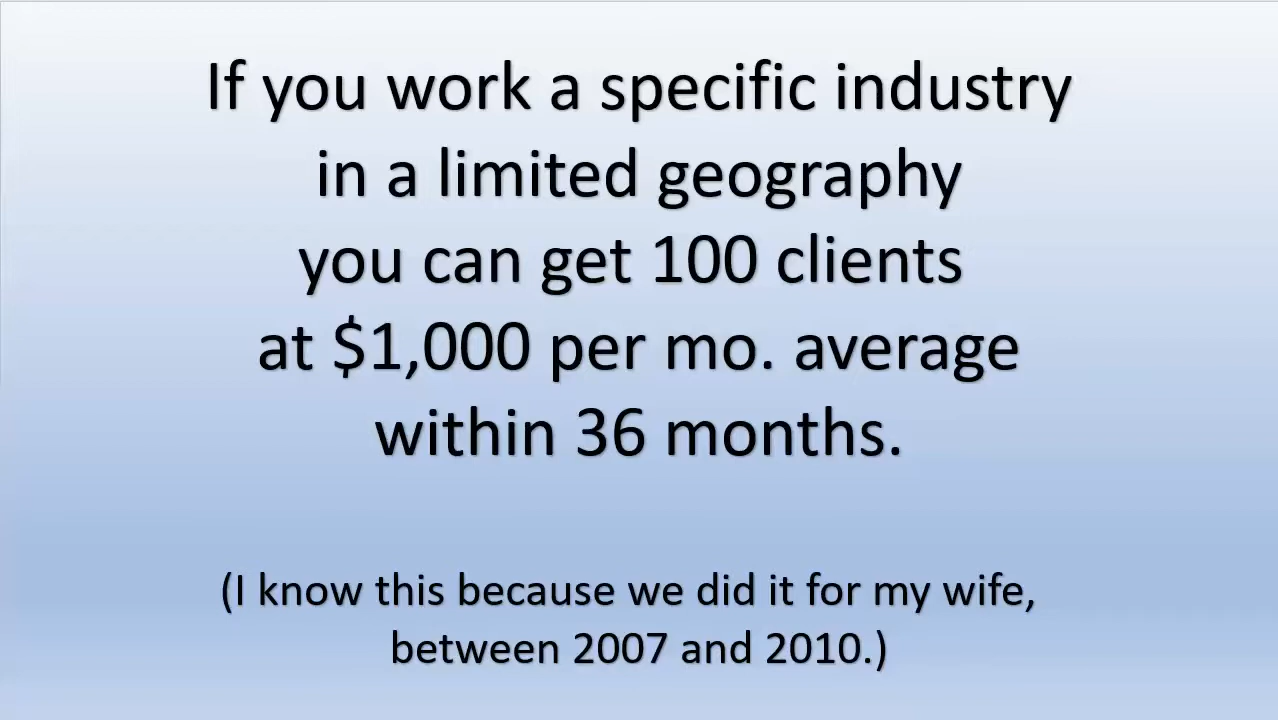 If you work a specific industry
in a limited geography
you can get 100 clients
at $1,000 per mo. average
within 36 months.
(I know this because we did it for my wife,
between 2007 and 2010.)